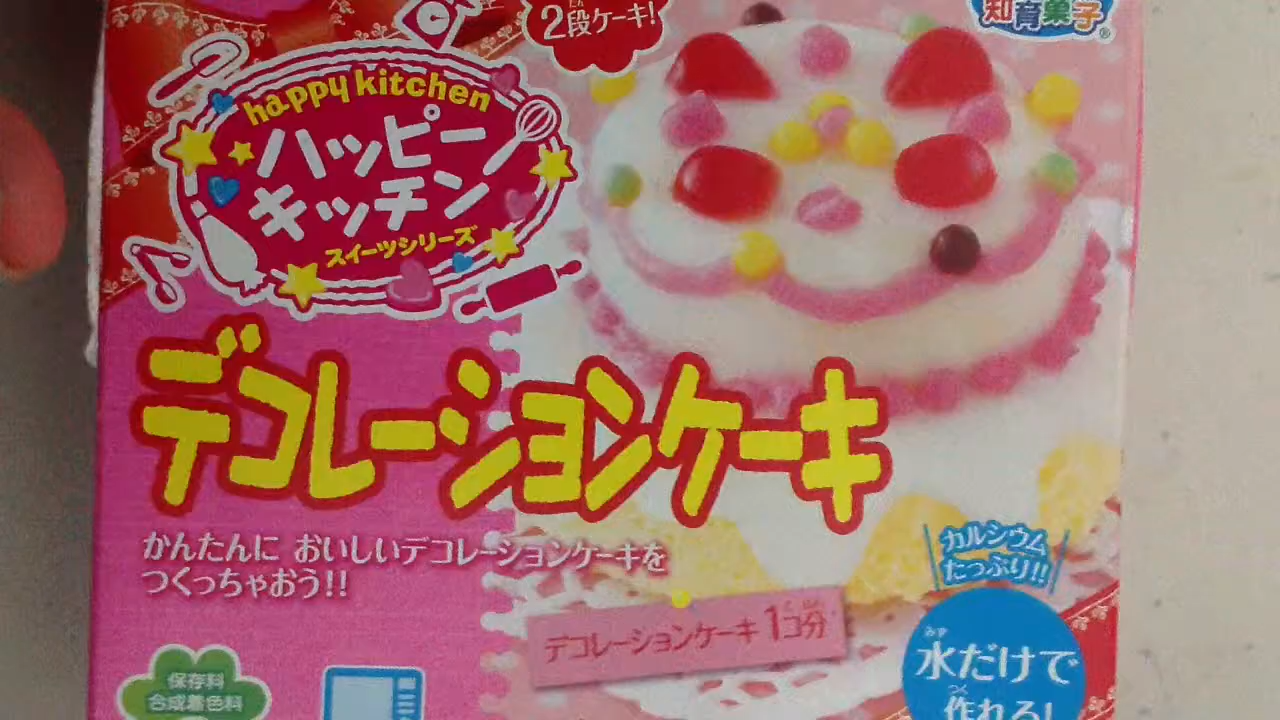 2段ケーキ!
知育菓子®
happy kitchen
ハッピー
キッチン
スイーツシリーズ
デコレーションケーキ
かんたんに おいしいデコレーションケーキを
つくっちゃおう!!
カルシウム
たっぷり!!
デコレーションケーキ 1コ分
水だけで
作れる!
保存料
合成着色料